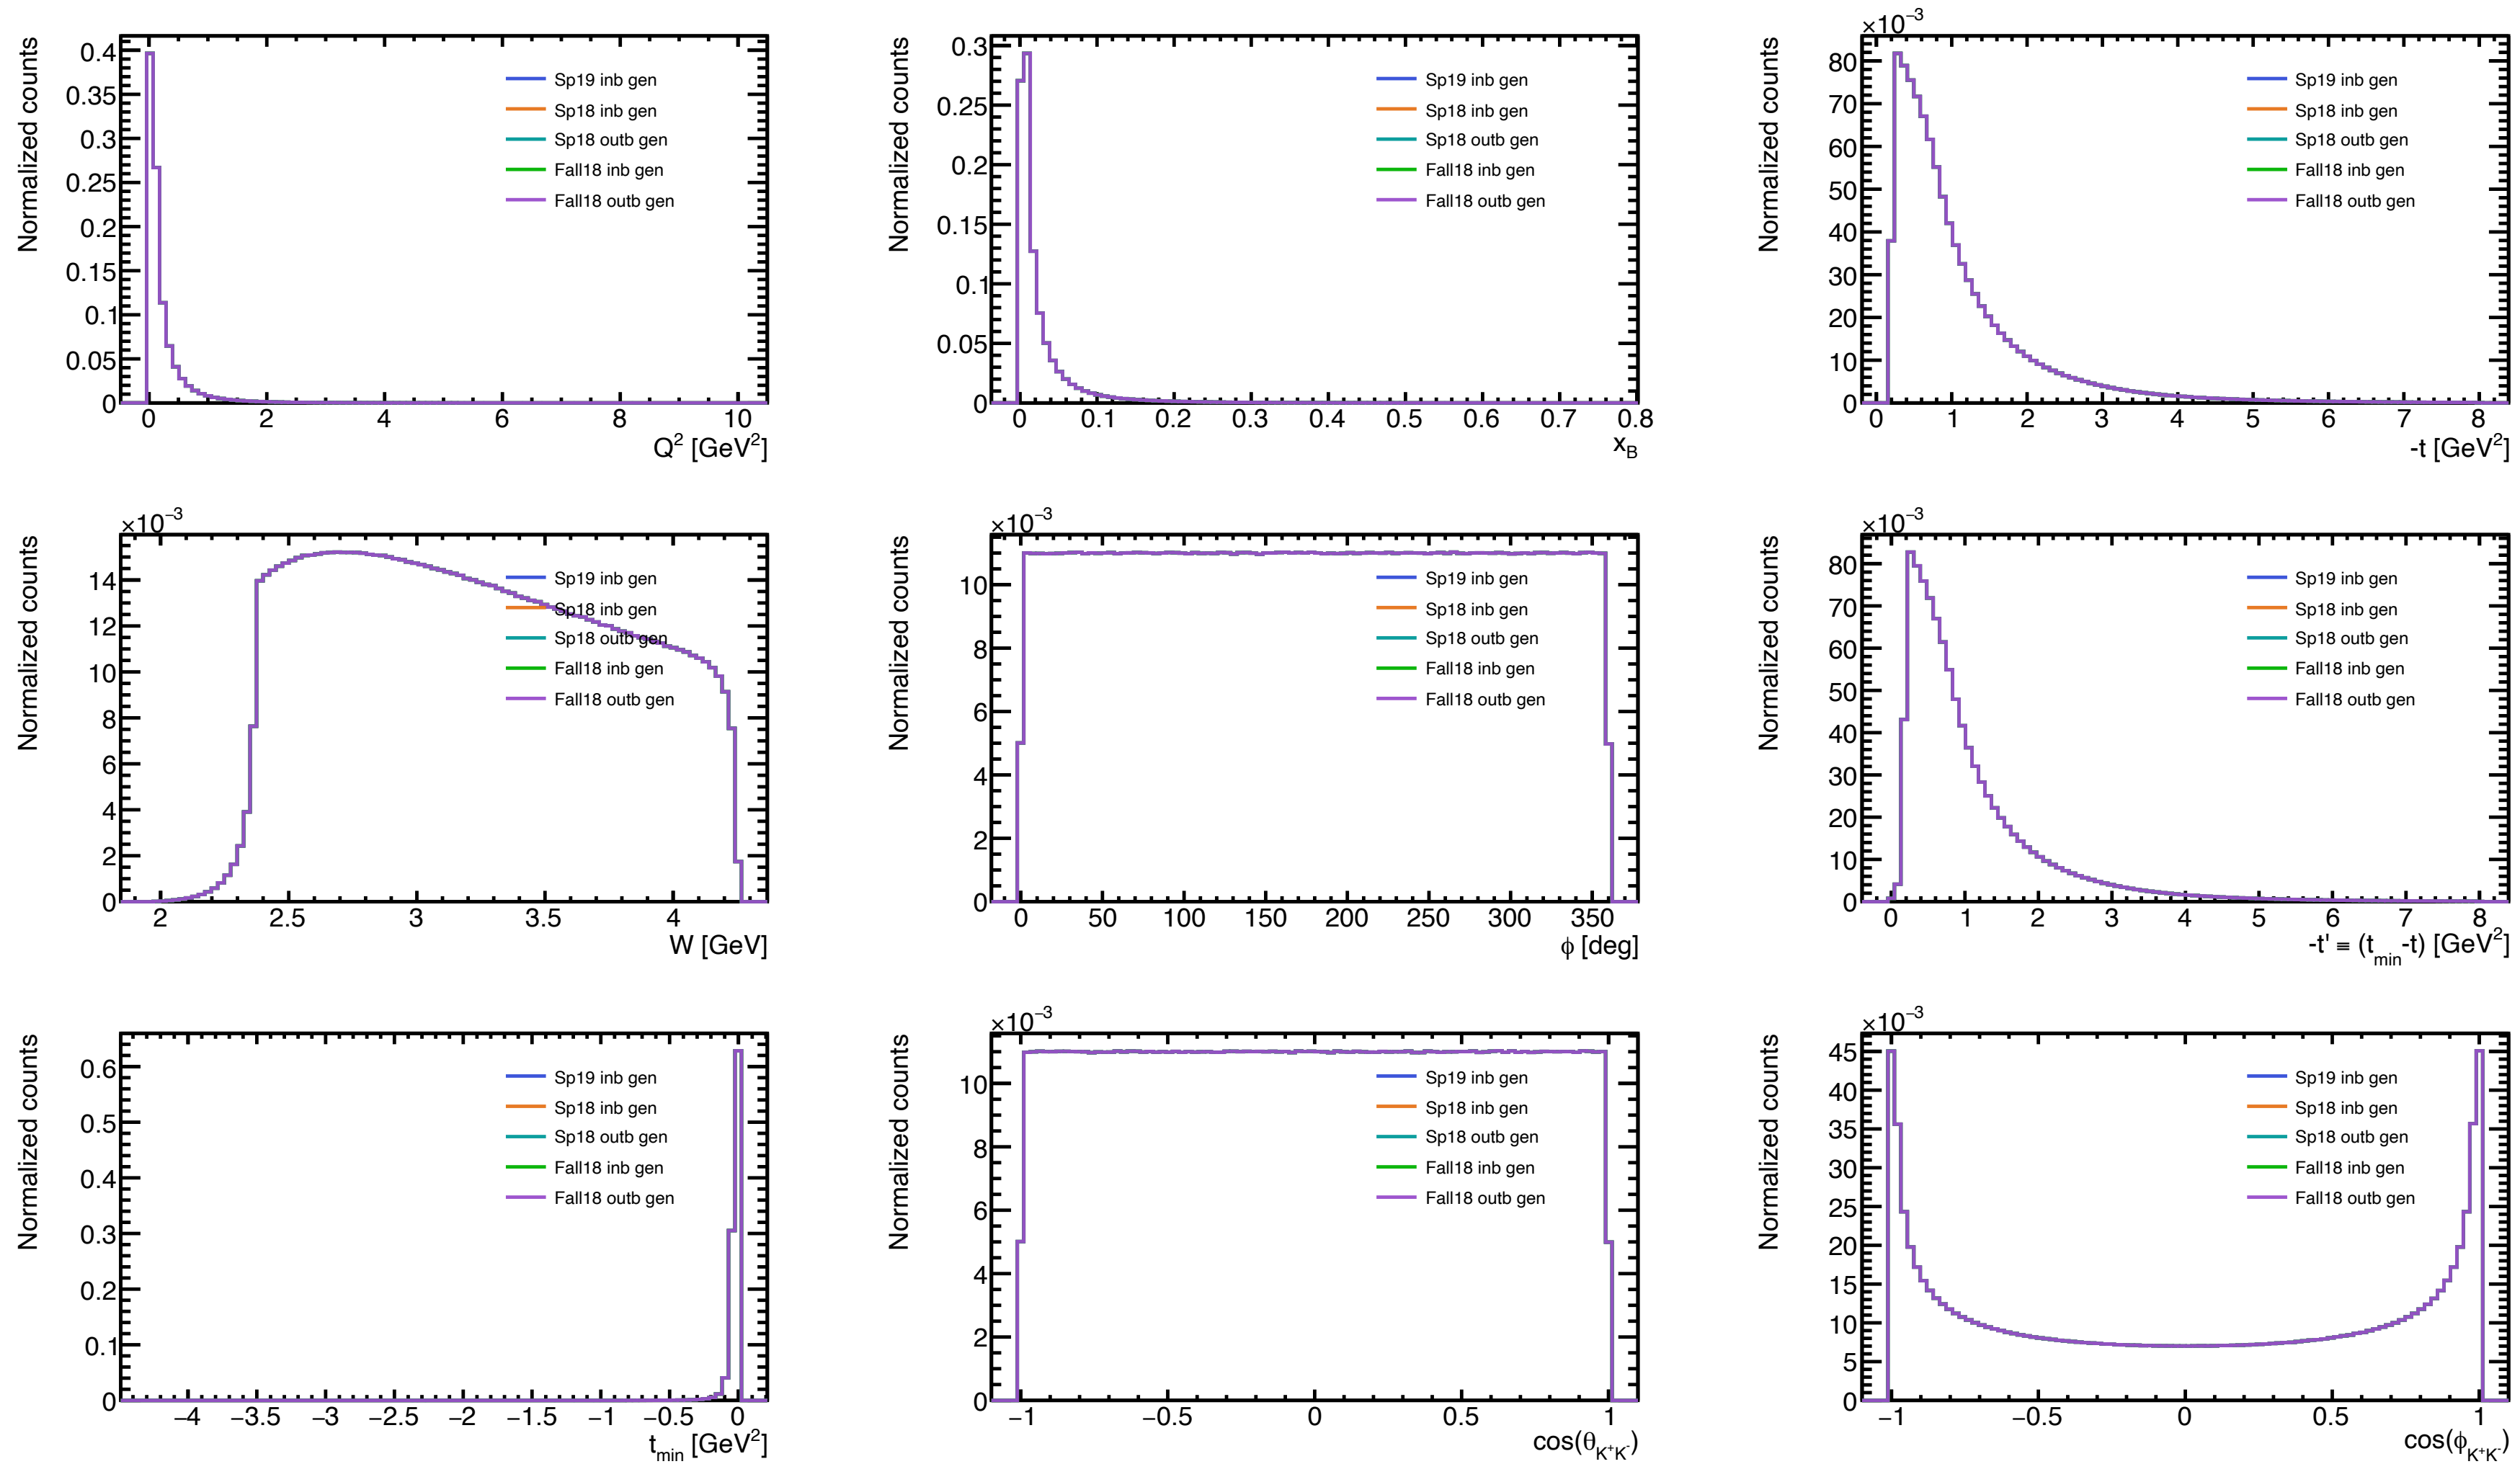 Normalized counts
0.4
0.35
0.3
0.25
0.2
0.15
0.1
0.05
0
Sp19 inb gen
Sp18 inb gen
Sp18 outb gen
Fall18 inb gen
Fall18 outb gen
0 2 4 6 8 10
Q² [GeV²]
Normalized counts
0.3
0.25
0.2
0.15
0.1
0.05
0
Sp19 inb gen
Sp18 inb gen
Sp18 outb gen
Fall18 inb gen
Fall18 outb gen
0 0.1 0.2 0.3 0.4 0.5 0.6 0.7 0.8
x_B
×10⁻³
Normalized counts
80
70
60
50
40
30
20
10
0
Sp19 inb gen
Sp18 inb gen
Sp18 outb gen
Fall18 inb gen
Fall18 outb gen
0 1 2 3 4 5 6 7 8
-t [GeV²]
×10⁻³
Normalized counts
14
12
10
8
6
4
2
0
Sp19 inb gen
Sp18 inb gen
Sp18 outb gen
Fall18 inb gen
Fall18 outb gen
2 2.5 3 3.5 4
W [GeV]
×10⁻³
Normalized counts
10
8
6
4
2
0
Sp19 inb gen
Sp18 inb gen
Sp18 outb gen
Fall18 inb gen
Fall18 outb gen
0 50 100 150 200 250 300 350
ϕ [deg]
×10⁻³
Normalized counts
80
70
60
50
40
30
20
10
0
Sp19 inb gen
Sp18 inb gen
Sp18 outb gen
Fall18 inb gen
Fall18 outb gen
0 1 2 3 4 5 6 7 8
-t' ≡ (t_min-t) [GeV²]
Normalized counts
0.6
0.5
0.4
0.3
0.2
0.1
0
Sp19 inb gen
Sp18 inb gen
Sp18 outb gen
Fall18 inb gen
Fall18 outb gen
−4 −3.5 −3 −2.5 −2 −1.5 −1 −0.5 0
t_min [GeV²]
×10⁻³
Normalized counts
10
8
6
4
2
0
Sp19 inb gen
Sp18 inb gen
Sp18 outb gen
Fall18 inb gen
Fall18 outb gen
−1 −0.5 0 0.5 1
cos(θ_K⁺K⁻)
×10⁻³
Normalized counts
45
40
35
30
25
20
15
10
5
0
Sp19 inb gen
Sp18 inb gen
Sp18 outb gen
Fall18 inb gen
Fall18 outb gen
−1 −0.5 0 0.5 1
cos(ϕ_K⁺K⁻)